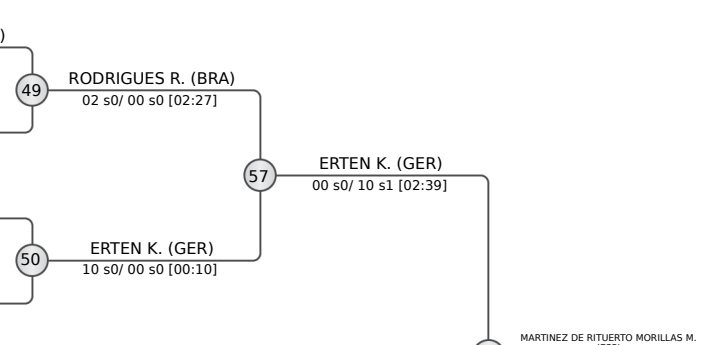 )
49
RODRIGUES R. (BRA)
02 s0/ 00 s0 [02:27]
57
ERTEN K. (GER)
00 s0/ 10 s1 [02:39]
50
ERTEN K. (GER)
10 s0/ 00 s0 [00:10]
MARTINEZ DE RITUERTO MORILLAS M.